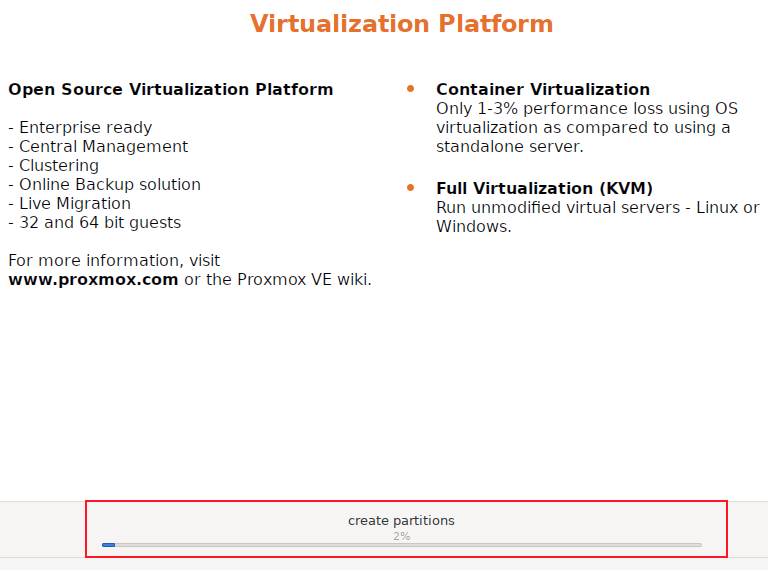 Virtualization Platform
Open Source Virtualization Platform
- Enterprise ready
- Central Management
- Clustering
- Online Backup solution
- Live Migration
- 32 and 64 bit guests
For more information, visit
www.proxmox.com or the Proxmox VE wiki.
Container Virtualization
Only 1-3% performance loss using OS
virtualization as compared to using a
standalone server.
Full Virtualization (KVM)
Run unmodified virtual servers - Linux or
Windows.
create partitions
2%